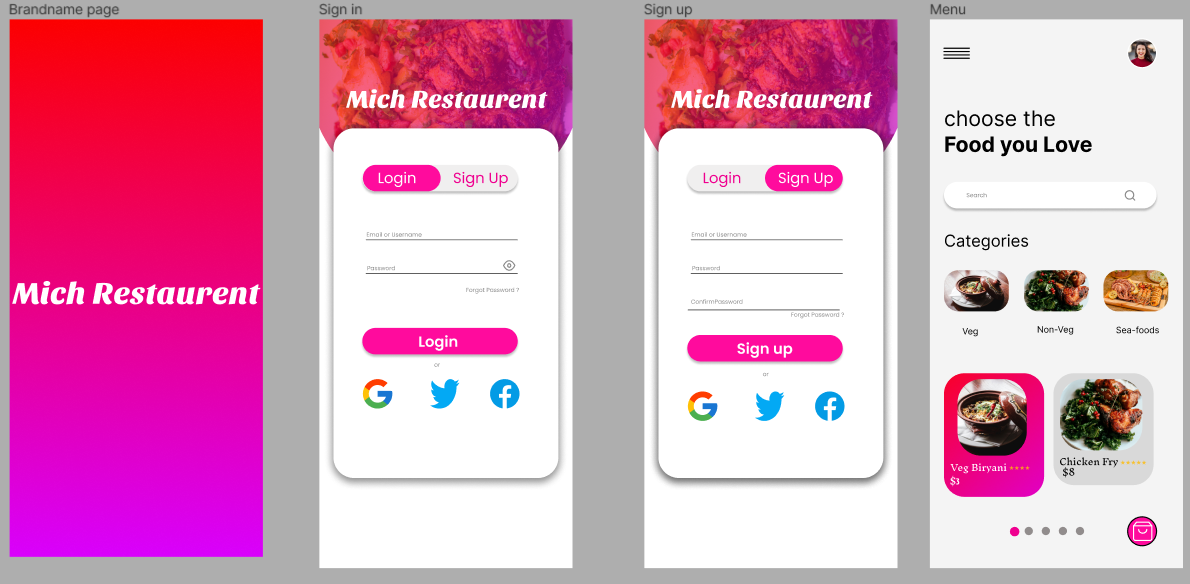 Brandname page
Mich Restaurent
Sign in
Mich Restaurent
Login Sign Up
Email or Username
Password
Forgot Password ?
Login
or
Sign up
Mich Restaurent
Login Sign Up
Email or Username
Password
ConfirmPassword
Forgot Password ?
Sign up
or
Menu
choose the
Food you Love
Search
Categories
Veg Non-Veg Sea-foods
Veg Biryani
$3
Chicken Fry
$8